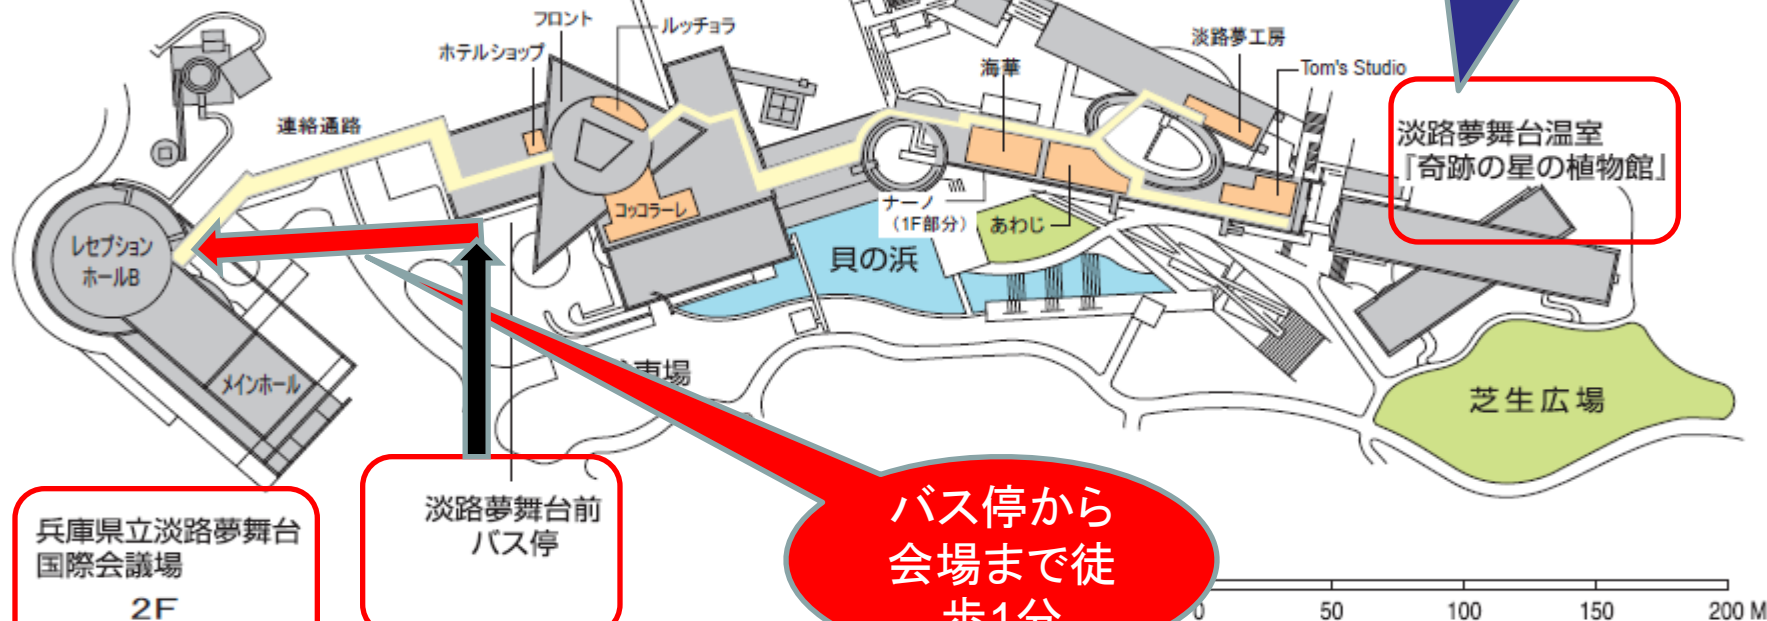 フロント
ルッチョラ
ホテルショップ
淡路夢工房
海華
Tom's Studio
連絡通路
淡路夢舞台温室
『奇跡の星の植物館』
コッコラーレ
ナーノ
(1F部分)
あわじ
レセプション
ホールB
貝の浜
メインホール
車場
芝生広場
淡路夢舞台前
バス停
兵庫県立淡路夢舞台
国際会議場
2F
バス停から
会場まで徒
歩1分
0 50 100 150 200 M